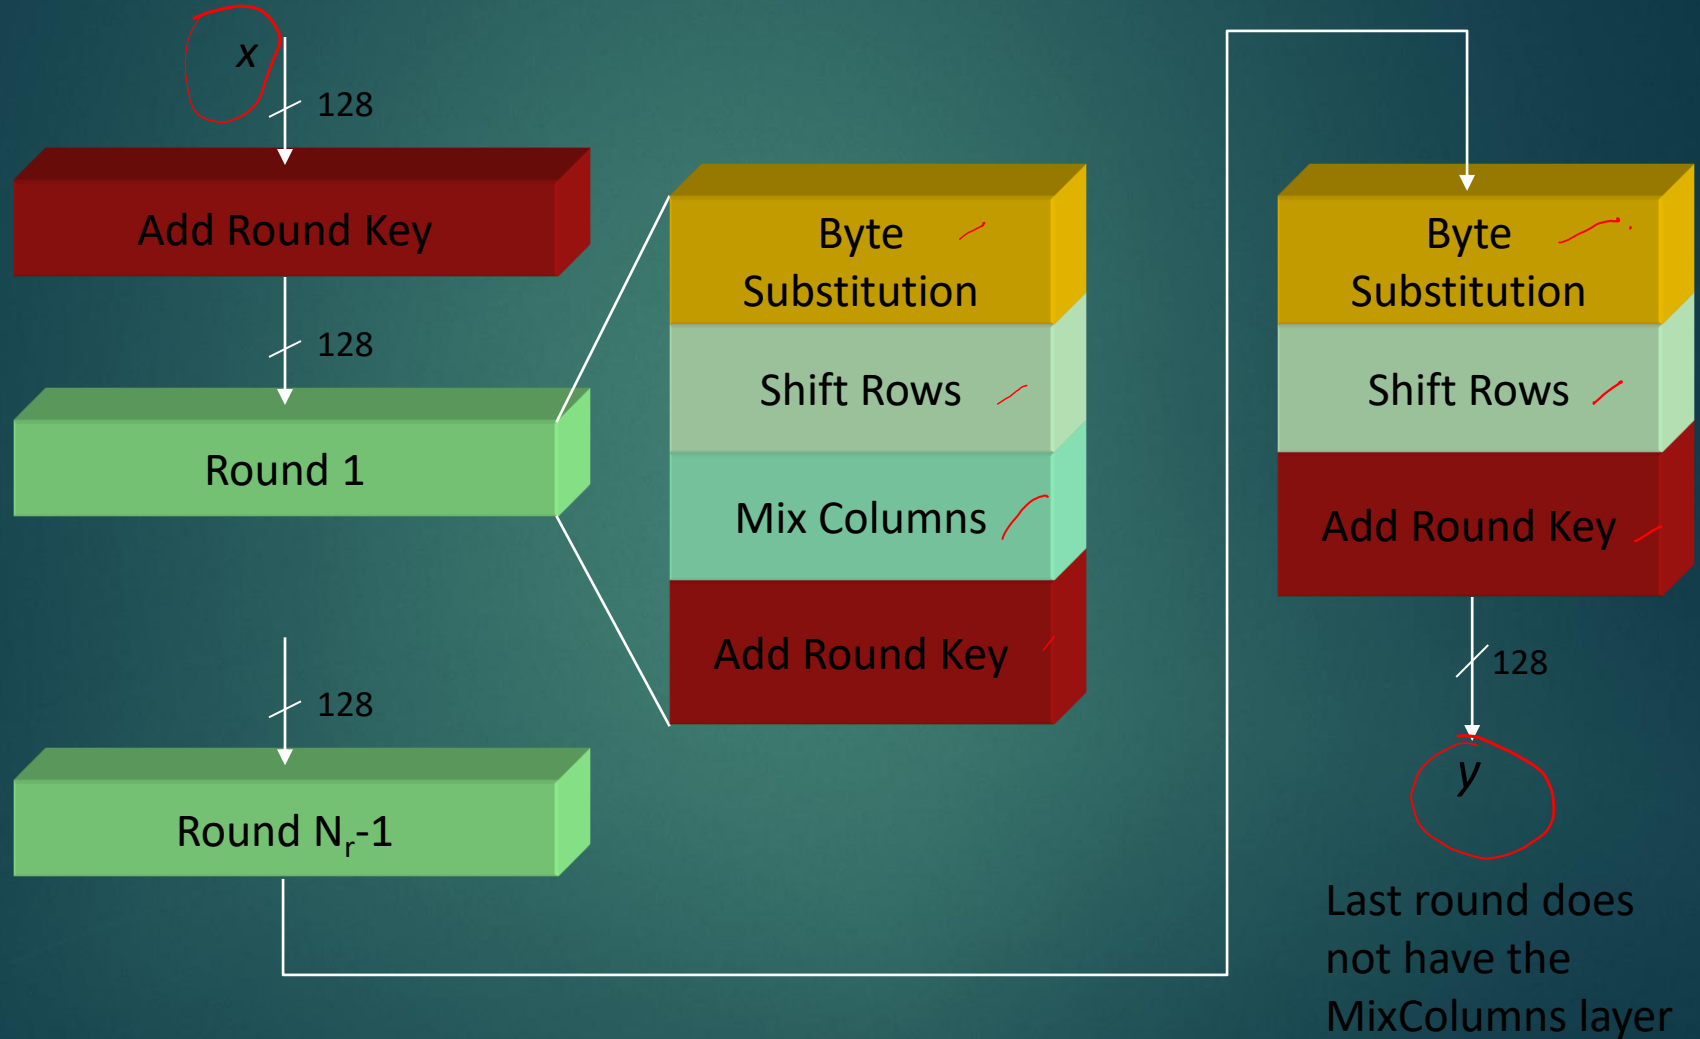 x
128
Add Round Key
128
Round 1
128
Round Nr-1
Byte
Substitution
Shift Rows
Mix Columns
Add Round Key
Byte
Substitution
Shift Rows
Add Round Key
128
y
Last round does
not have the
MixColumns layer